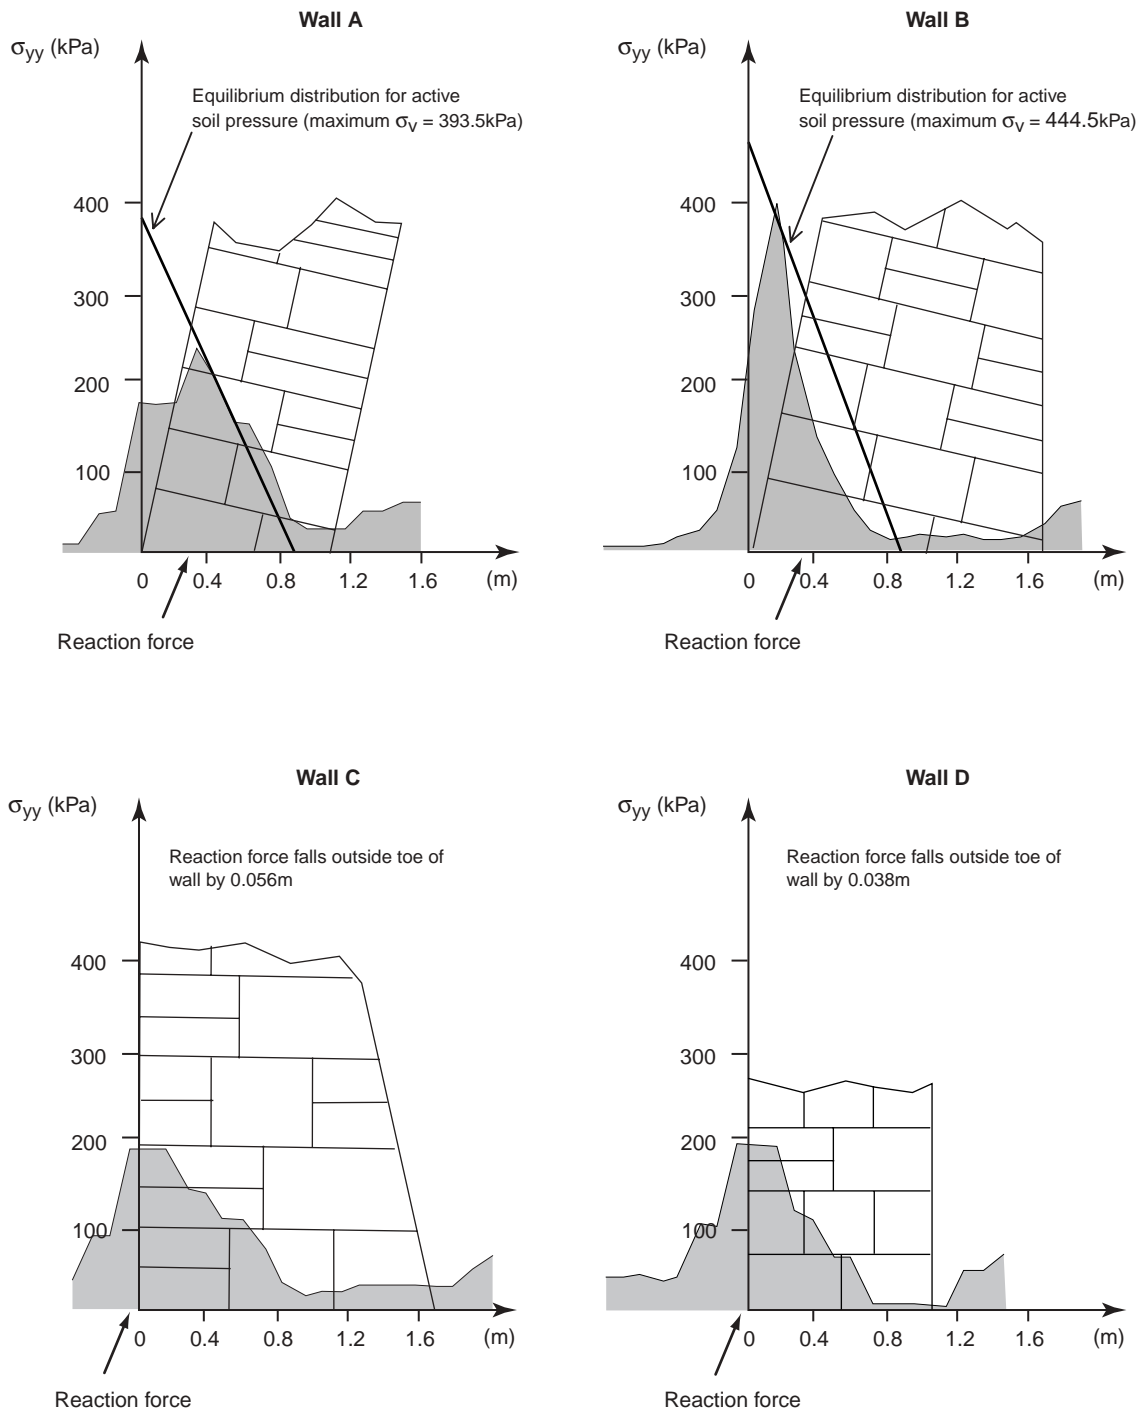 Wall A
σyy (kPa)
Equilibrium distribution for active
soil pressure (maximum σv = 393.5kPa)
400
300
200
100
0 0.4 0.8 1.2 1.6 (m)
Reaction force
Wall B
σyy (kPa)
Equilibrium distribution for active
soil pressure (maximum σv = 444.5kPa)
400
300
200
100
0 0.4 0.8 1.2 1.6 (m)
Reaction force
Wall C
σyy (kPa)
Reaction force falls outside toe of
wall by 0.056m
400
300
200
100
0 0.4 0.8 1.2 1.6 (m)
Reaction force
Wall D
σyy (kPa)
Reaction force falls outside toe of
wall by 0.038m
400
300
200
100
0 0.4 0.8 1.2 1.6 (m)
Reaction force